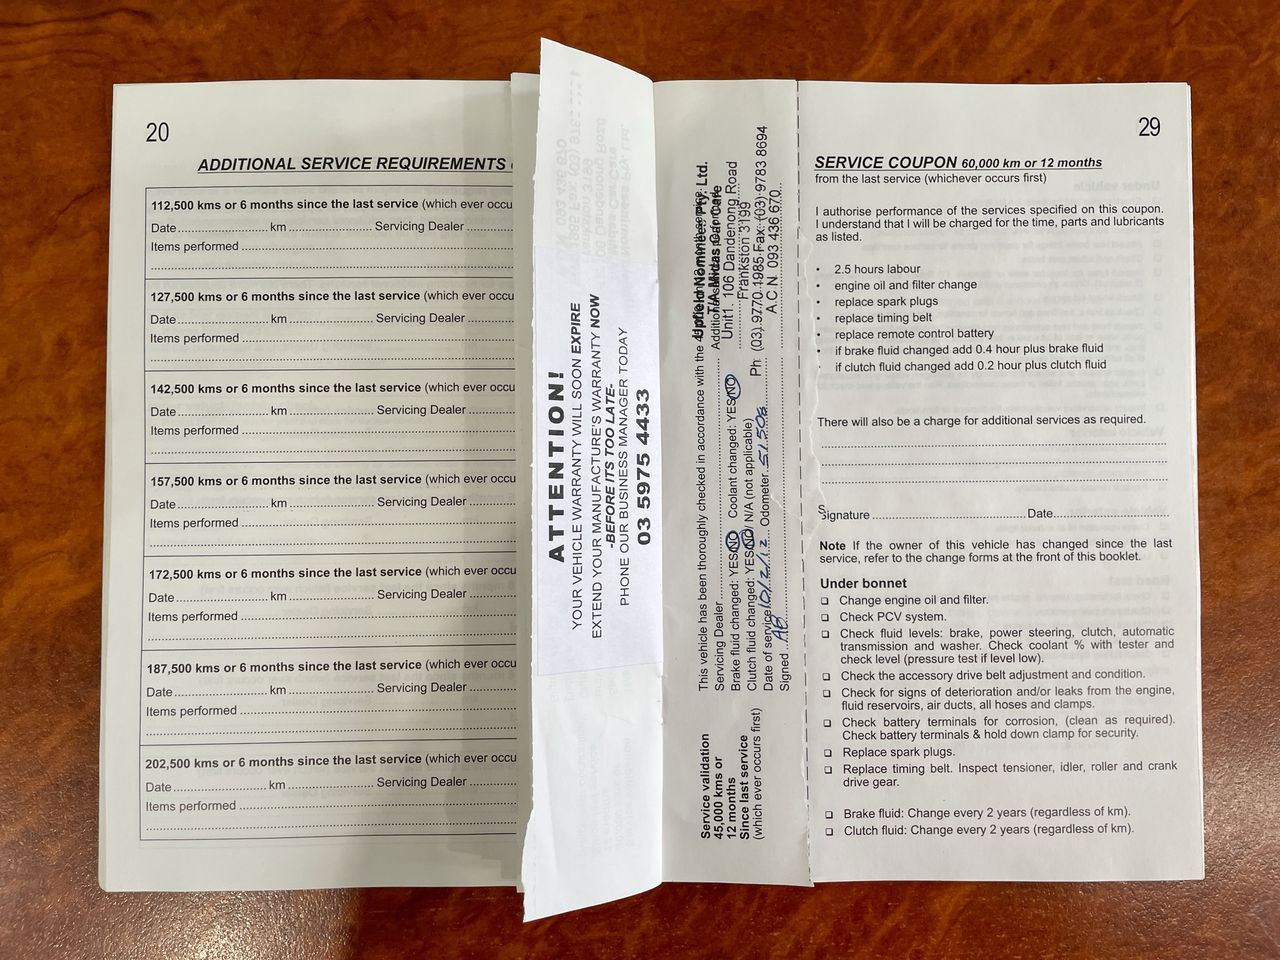 20
ADDITIONAL SERVICE REQUIREMENTS
112,500 kms or 6 months since the last service (which ever occu
Date.......... km .......... Servicing Dealer ..........
Items performed ..........
127,500 kms or 6 months since the last service (which ever occu
Date.......... km .......... Servicing Dealer ..........
Items performed ..........
142,500 kms or 6 months since the last service (which ever occu
Date.......... km .......... Servicing Dealer ..........
Items performed ..........
157,500 kms or 6 months since the last service (which ever occu
Date.......... km .......... Servicing Dealer ..........
Items performed ..........
172,500 kms or 6 months since the last service (which ever occu
Date.......... km .......... Servicing Dealer ..........
Items performed ..........
187,500 kms or 6 months since the last service (which ever occu
Date.......... km .......... Servicing Dealer ..........
Items performed ..........
202,500 kms or 6 months since the last service (which ever occu
Date.......... km .......... Servicing Dealer ..........
Items performed ..........
ATTENTION!
YOUR VEHICLE WARRANTY WILL SOON EXPIRE
EXTEND YOUR MANUFACTURE'S WARRANTY NOW
-BEFORE ITS TOO LATE-
PHONE OUR BUSINESS MANAGER TODAY
03 5975 4433
Service validation
45,000 kms or
12 months
Since last service
(which ever occurs first)
This vehicle has been thoroughly checked in accordance with the
Servicing Dealer ..........
Brake fluid changed: YES/NO Coolant changed: YES/NO
Clutch fluid changed: YES/NO/ N/A (not applicable)
Date of service 10/2/12 Odometer
Signed
Upfield Nominees Pty. Ltd.
T/A Midas Car Care
Unit1. 106 Dandenong Road
Frankston 3199
Ph (03) 9770 1985 Fax: (03) 9783 8694
A.C.N. 093 436 670
29
SERVICE COUPON 60,000 km or 12 months
from the last service (whichever occurs first)
I authorise performance of the services specified on this coupon.
I understand that I will be charged for the time, parts and lubricants
as listed.
• 2.5 hours labour
• engine oil and filter change
• replace spark plugs
• replace timing belt
• replace remote control battery
• if brake fluid changed add 0.4 hour plus brake fluid
• if clutch fluid changed add 0.2 hour plus clutch fluid
There will also be a charge for additional services as required.
Signature .......... Date..........
Note If the owner of this vehicle has changed since the last
service, refer to the change forms at the front of this booklet.
Under bonnet
❑ Change engine oil and filter.
❑ Check PCV system.
❑ Check fluid levels: brake, power steering, clutch, automatic
transmission and washer. Check coolant % with tester and
check level (pressure test if level low).
❑ Check the accessory drive belt adjustment and condition.
❑ Check for signs of deterioration and/or leaks from the engine,
fluid reservoirs, air ducts, all hoses and clamps.
❑ Check battery terminals for corrosion, (clean as required).
Check battery terminals & hold down clamp for security.
❑ Replace spark plugs.
❑ Replace timing belt. Inspect tensioner, idler, roller and crank
drive gear.
❑ Brake fluid: Change every 2 years (regardless of km).
❑ Clutch fluid: Change every 2 years (regardless of km).